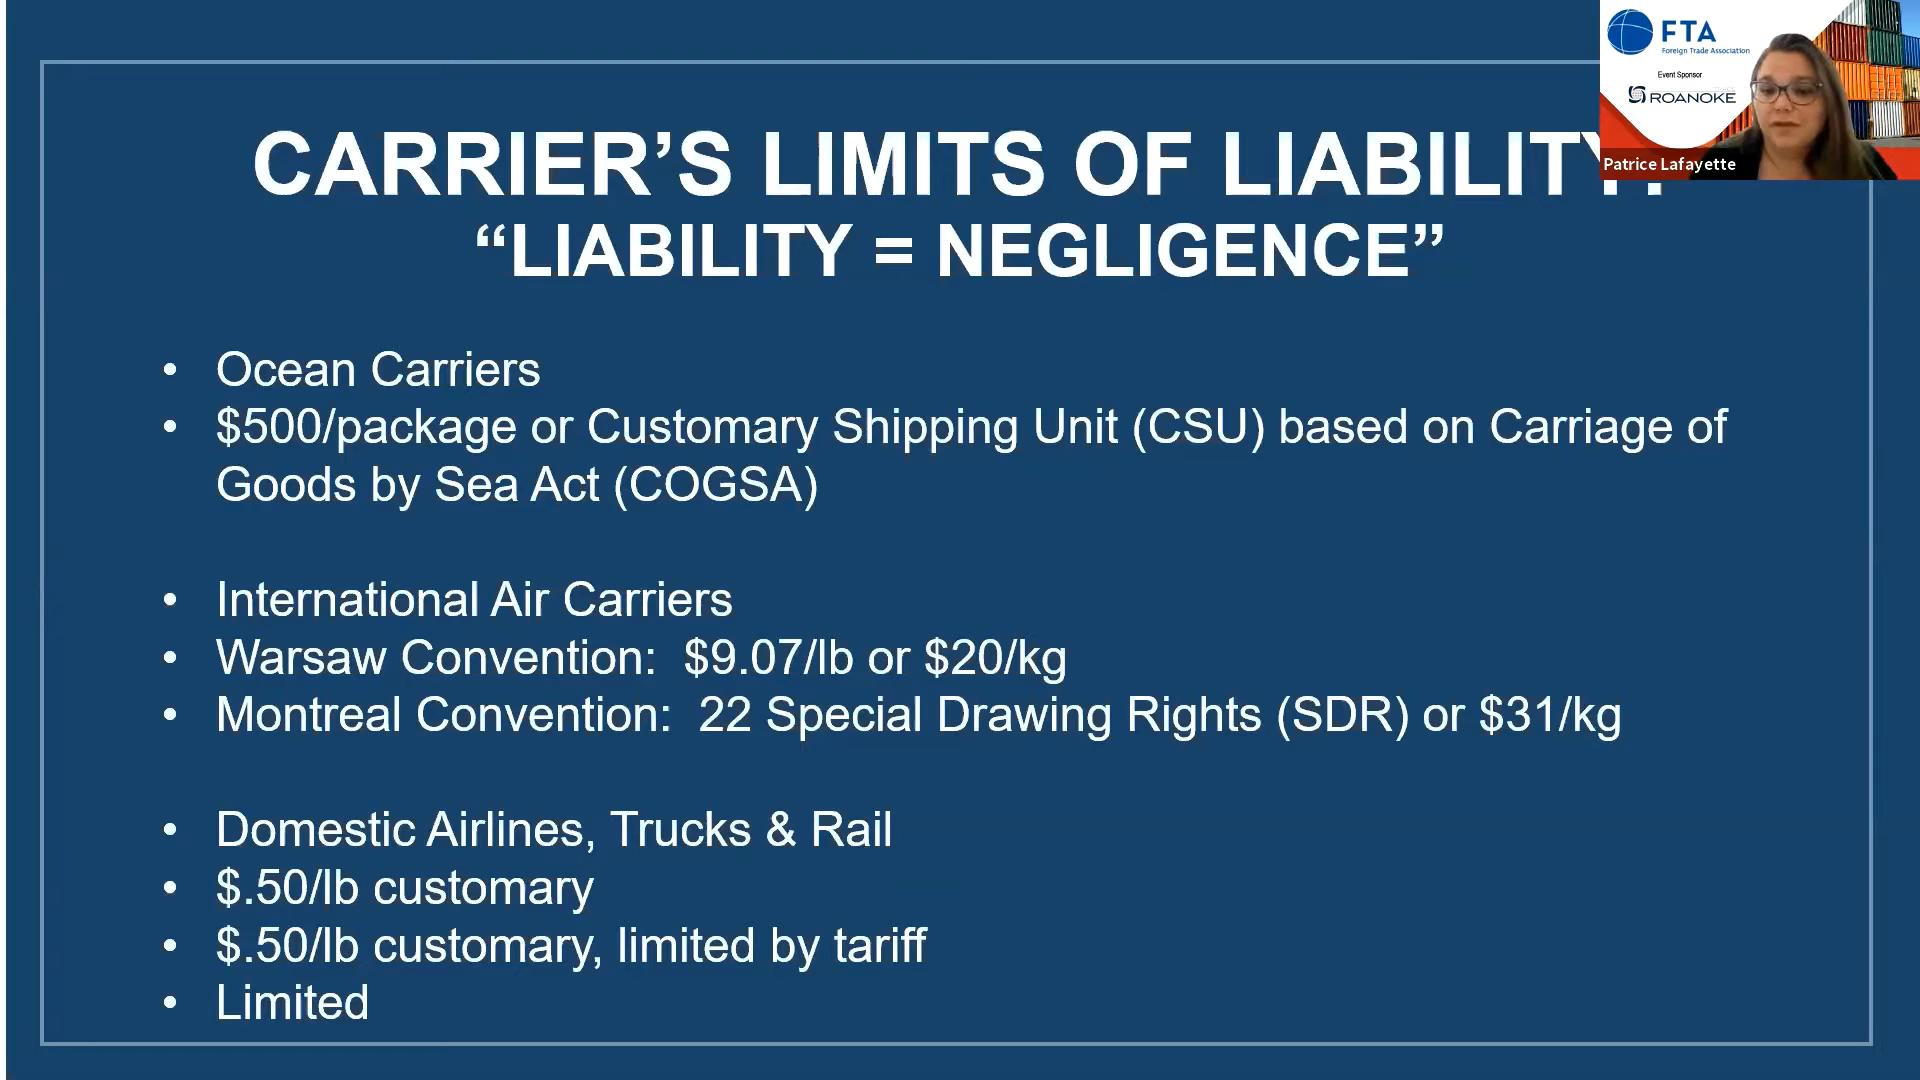 CARRIER’S LIMITS OF LIABILITY:
“LIABILITY = NEGLIGENCE”
• Ocean Carriers
• $500/package or Customary Shipping Unit (CSU) based on Carriage of
Goods by Sea Act (COGSA)
• International Air Carriers
• Warsaw Convention:  $9.07/lb or $20/kg
• Montreal Convention:  22 Special Drawing Rights (SDR) or $31/kg
• Domestic Airlines, Trucks & Rail
• $.50/lb customary
• $.50/lb customary, limited by tariff
• Limited
FTA
Foreign Trade Association
Event Sponsor
ROANOKE
Patrice Lafayette